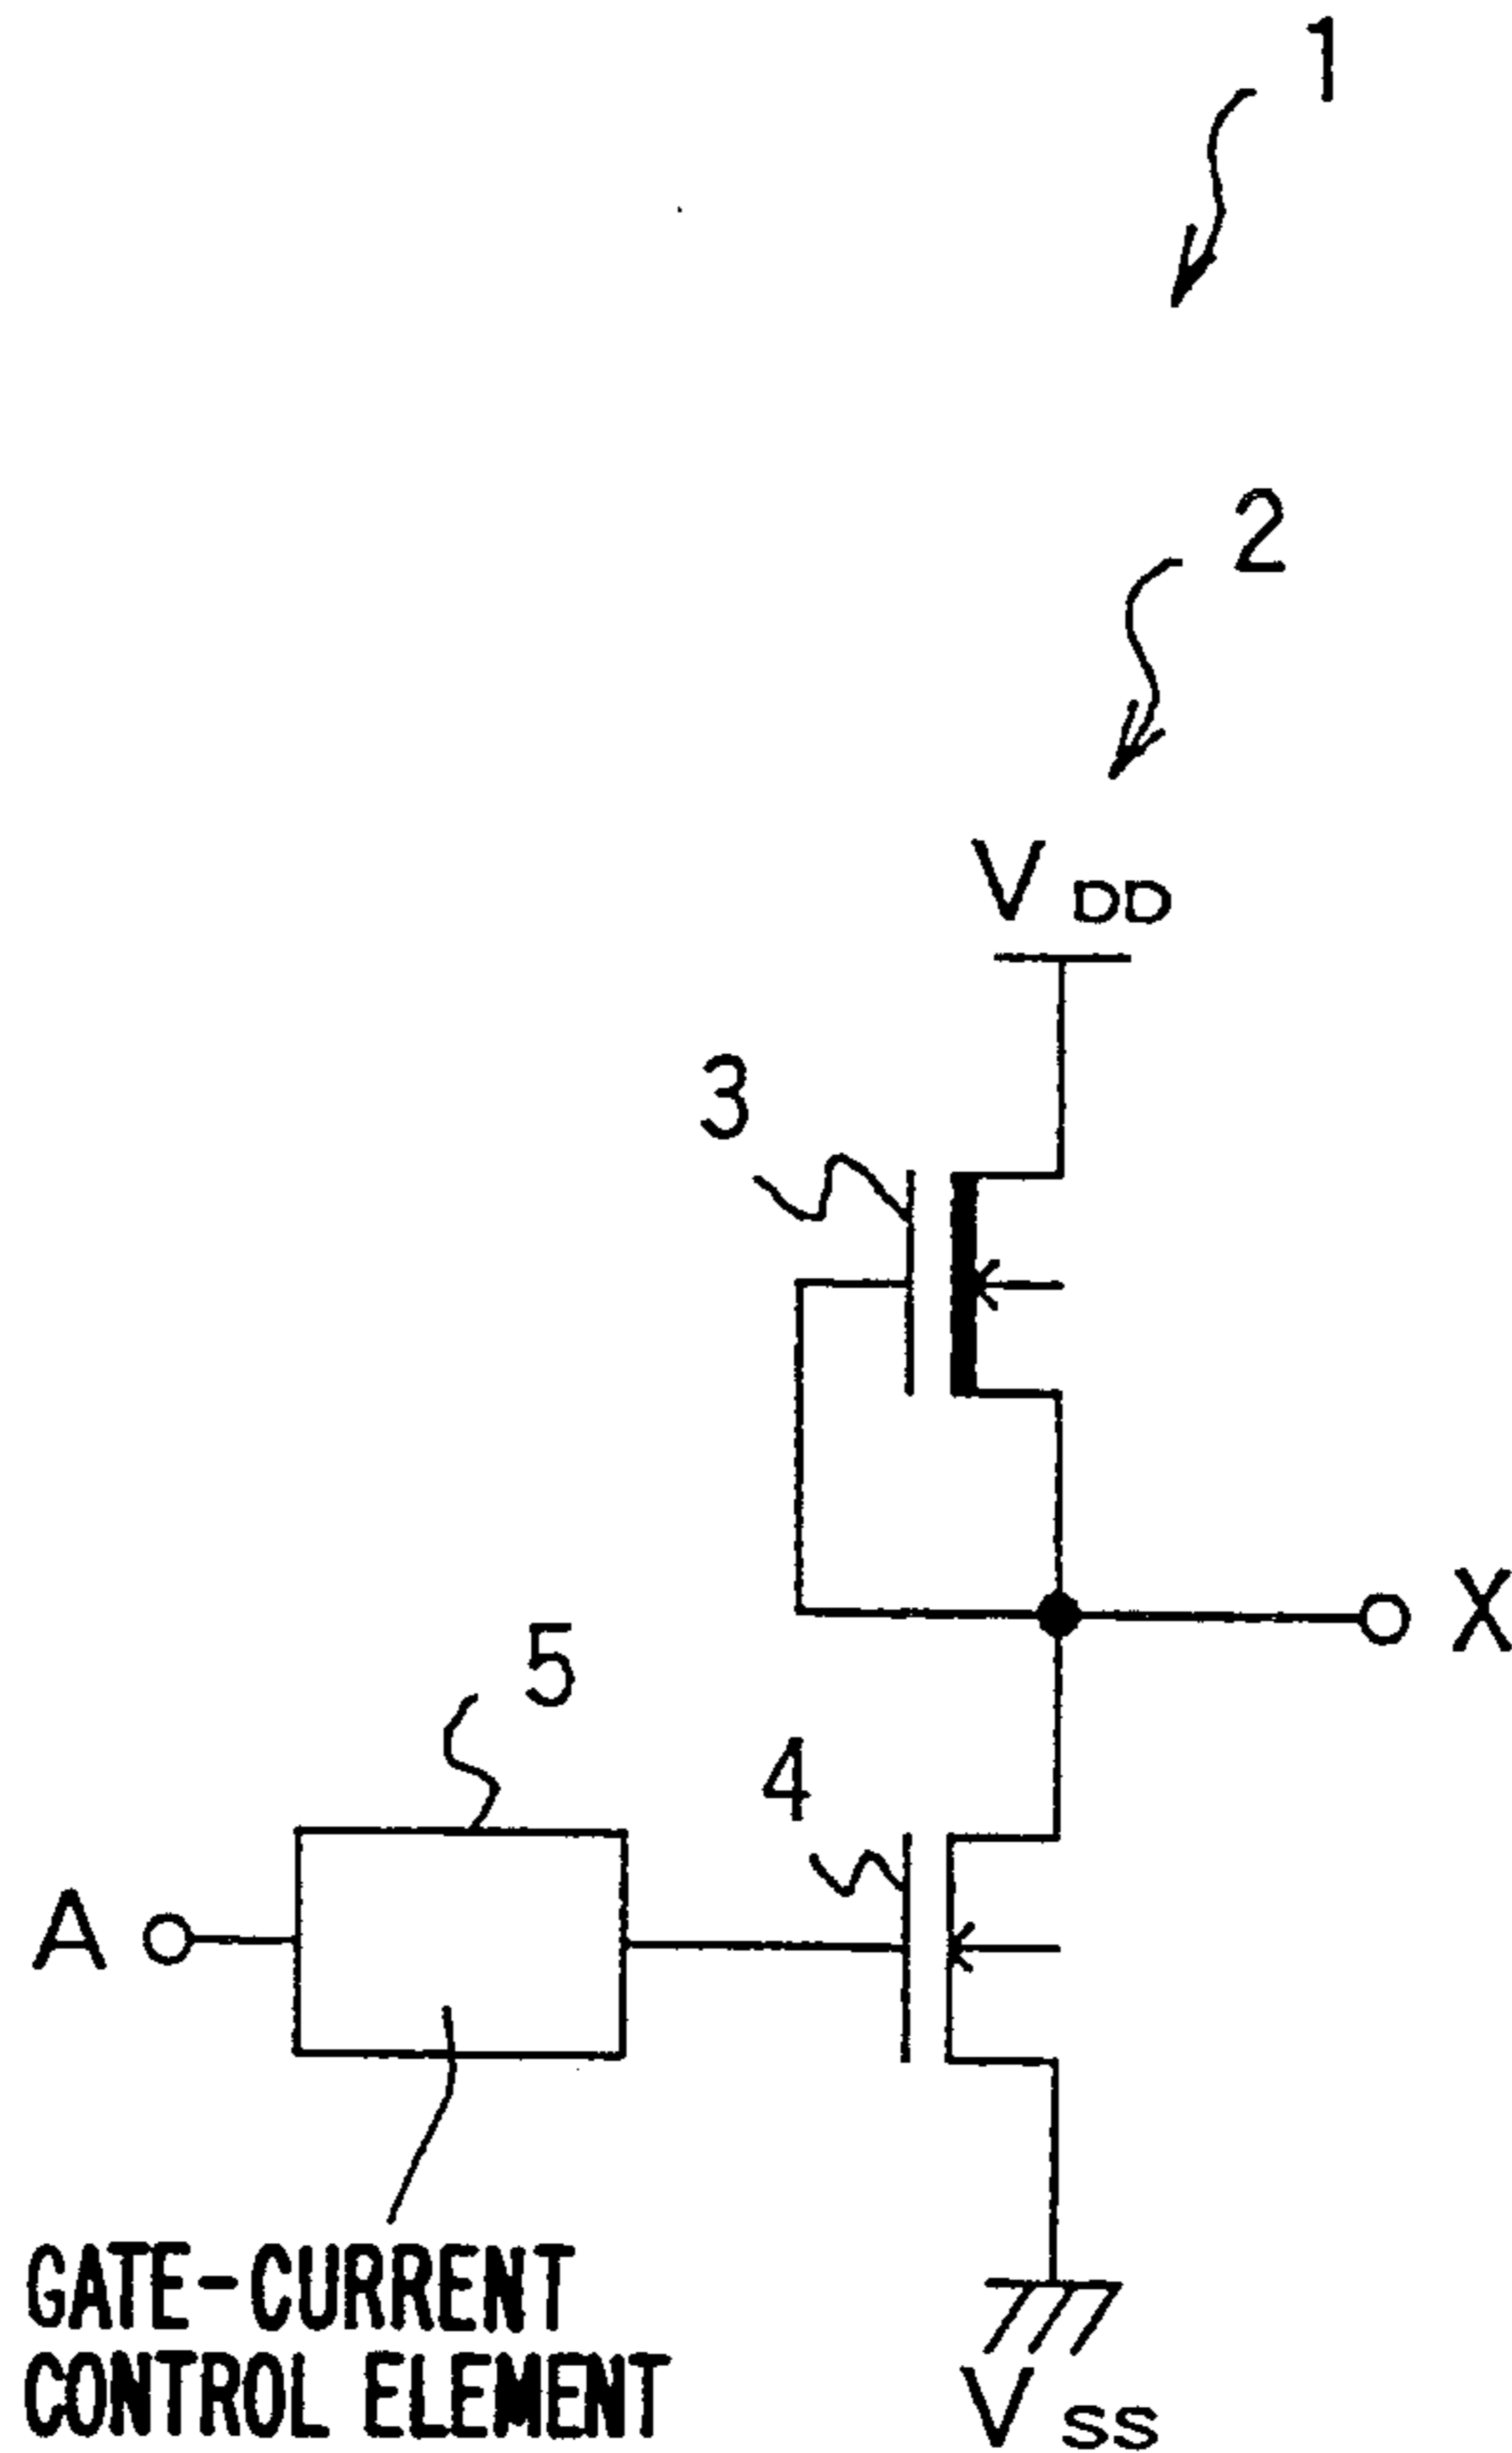 1
2
VDD
3
X
5
4
A
GATE-CURRENT
CONTROL ELEMENT
VSS